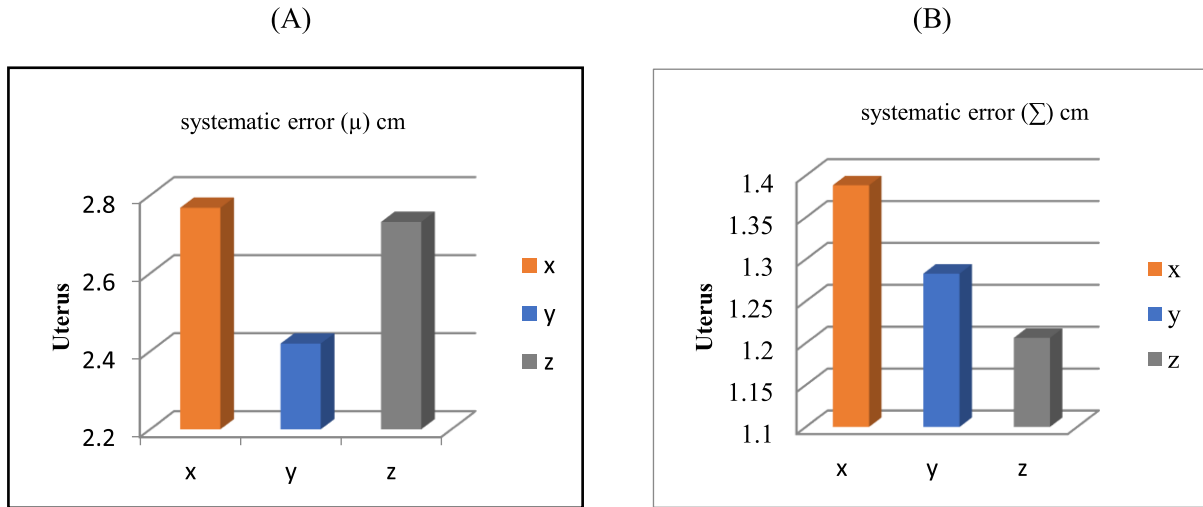 (A)
systematic error (µ) cm
2.8
2.6
2.4
2.2
Uterus
x
y
z
x
y
z
(B)
systematic error (∑) cm
1.4
1.35
1.3
1.25
1.2
1.15
1.1
Uterus
x
y
z
x
y
z